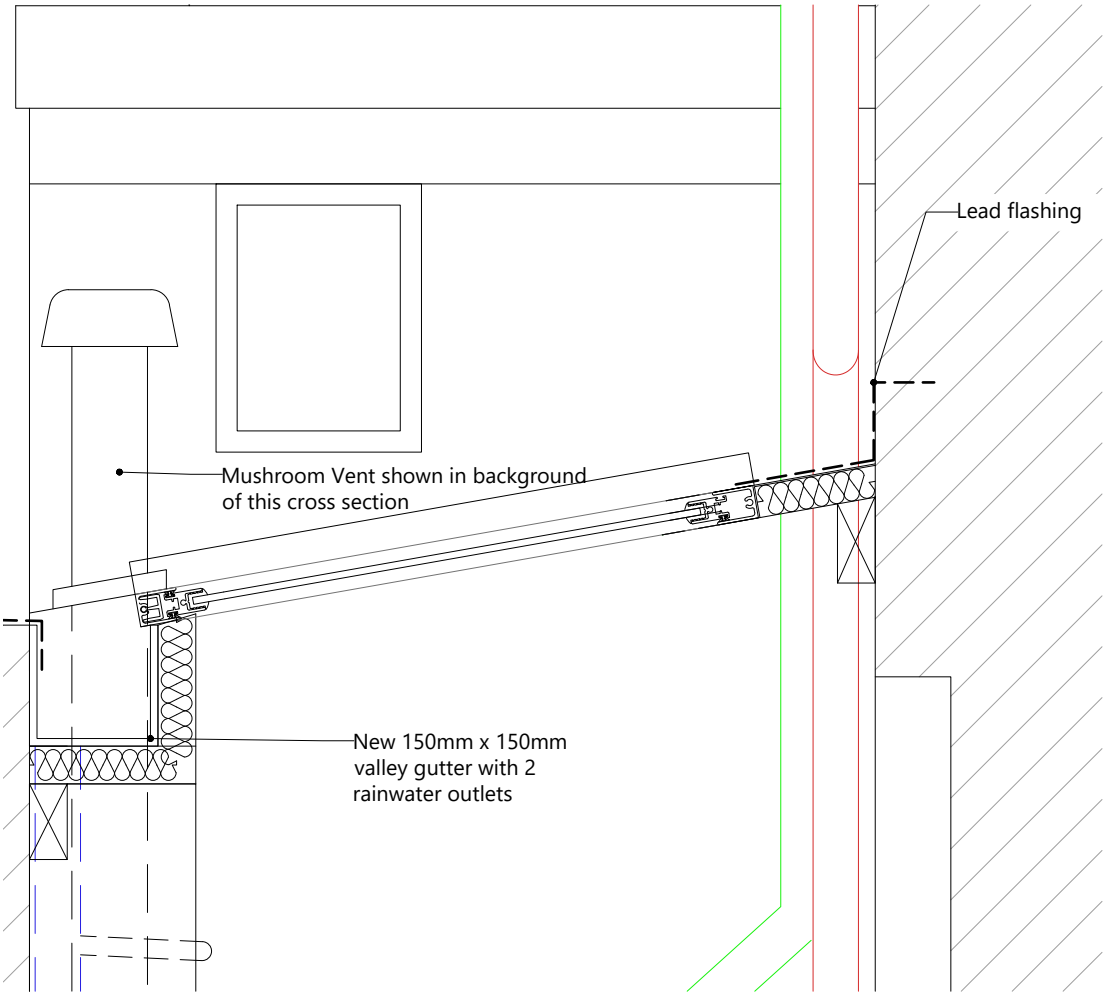 Lead flashing
Mushroom Vent shown in background
of this cross section
New 150mm x 150mm
valley gutter with 2
rainwater outlets